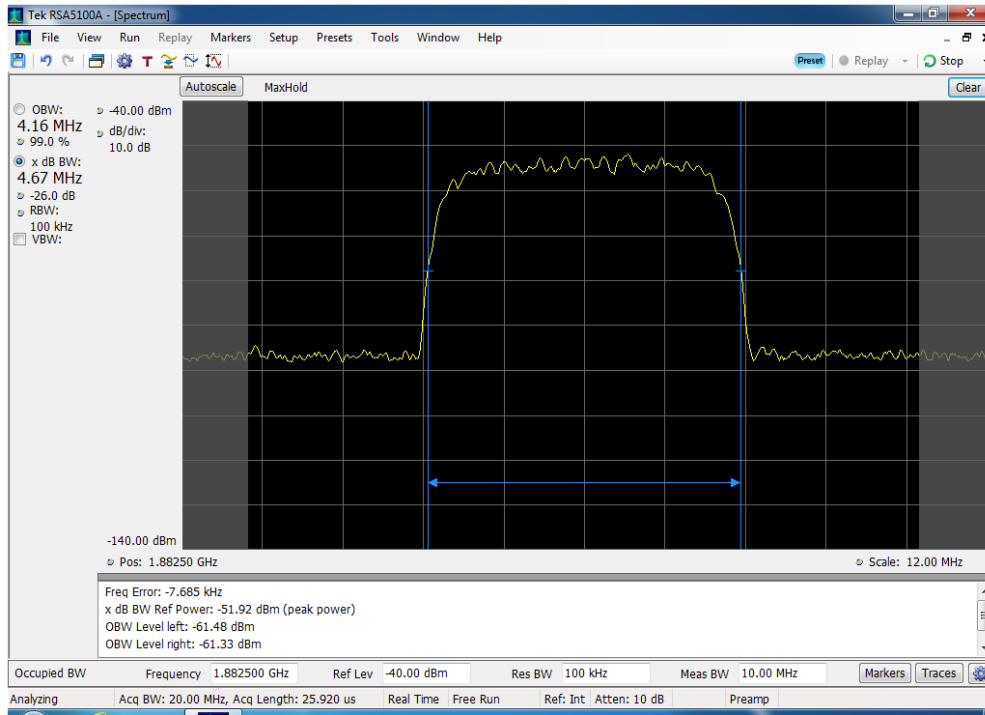 Tek RSA5100A - [Spectrum]
File View Run Replay Markers Setup Presets Tools Window Help
T Preset Replay Stop
Autoscale MaxHold Clear
OBW:
4.16 MHz
99.0 %
x dB BW:
4.67 MHz
-26.0 dB
RBW:
100 kHz
VBW:
-40.00 dBm
dB/div:
10.0 dB
-140.00 dBm
Pos: 1.88250 GHz Scale: 12.00 MHz
Freq Error: -7.685 kHz
x dB BW Ref Power: -51.92 dBm (peak power)
OBW Level left: -61.48 dBm
OBW Level right: -61.33 dBm
Occupied BW Frequency 1.882500 GHz Ref Lev -40.00 dBm Res BW 100 kHz Meas BW 10.00 MHz Markers Traces
Analyzing Acq BW: 20.00 MHz, Acq Length: 25.920 us Real Time Free Run Ref: Int Atten: 10 dB Preamp